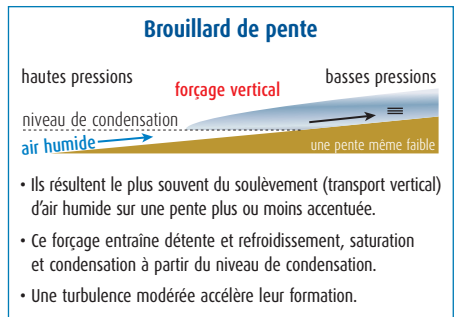 Brouillard de pente
hautes pressions
basses pressions
forçage vertical
niveau de condensation
air humide
une pente même faible
• Ils résultent le plus souvent du soulèvement (transport vertical)
d’air humide sur une pente plus ou moins accentuée.
• Ce forçage entraîne détente et refroidissement, saturation
et condensation à partir du niveau de condensation.
• Une turbulence modérée accélère leur formation.